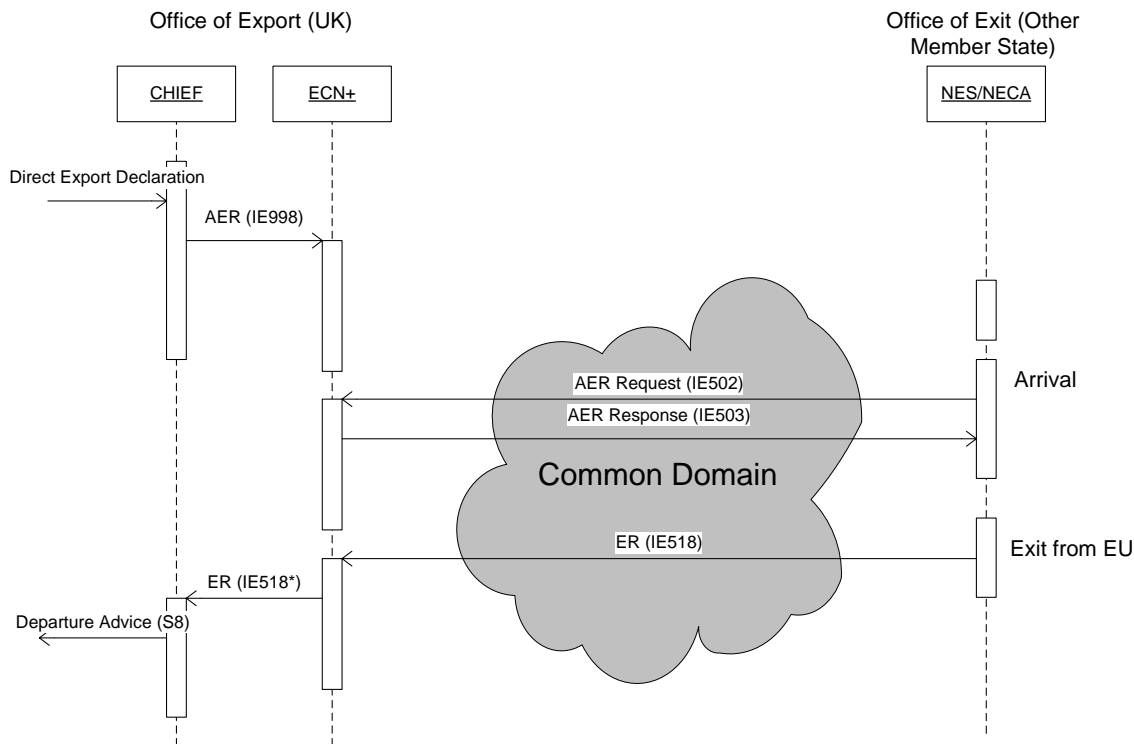 Office of Export (UK)
Office of Exit (Other
Member State)
CHIEF
ECN+
NES/NECA
Direct Export Declaration
AER (IE998)
AER Request (IE502)
Arrival
AER Response (IE503)
Common Domain
ER (IE518)
Exit from EU
ER (IE518*)
Departure Advice (S8)